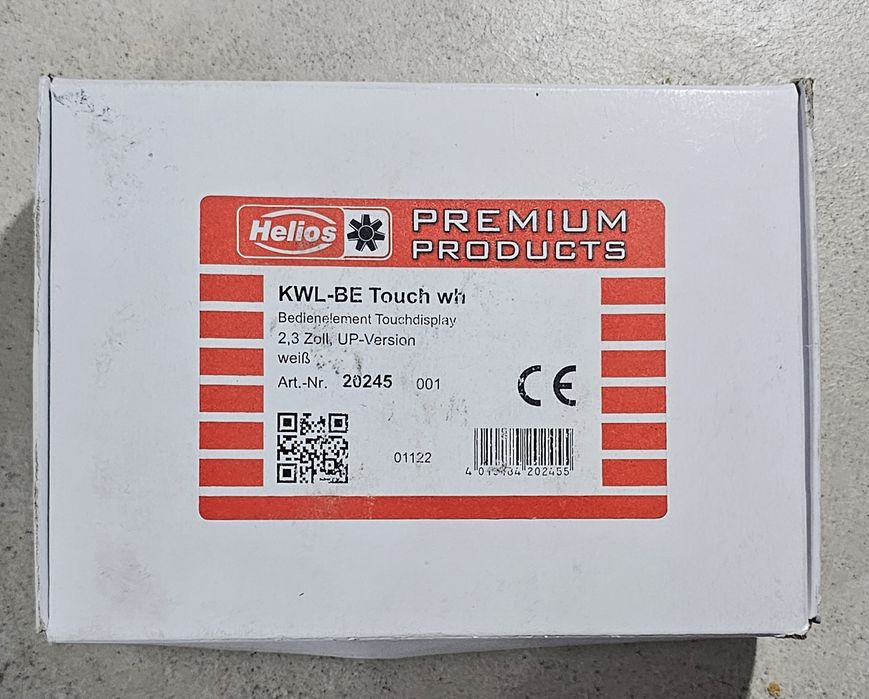 Helios
PREMIUM
PRODUCTS
KWL-BE Touch wh
Bedienelement Touchdisplay
2,3 Zoll, UP-Version
weiß
Art.-Nr. 20245 001
CE
01122